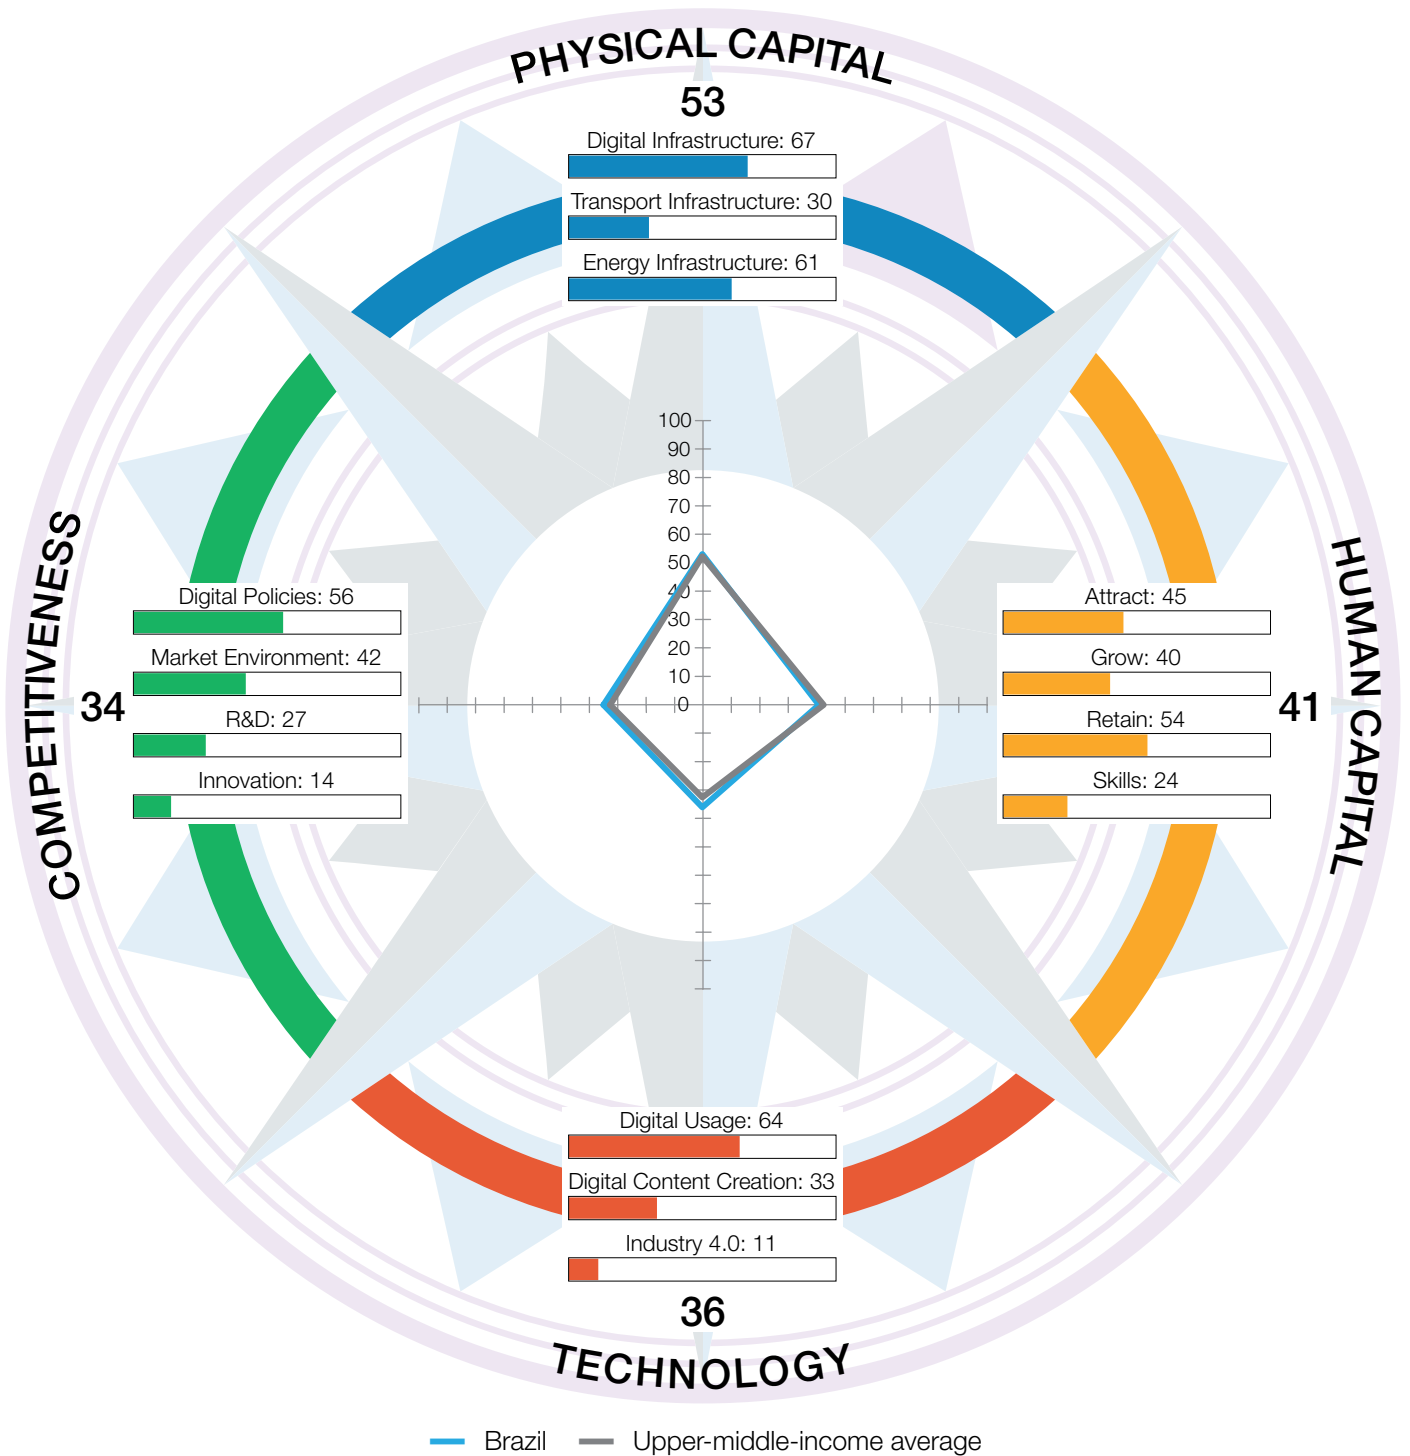 PHYSICAL CAPITAL
53
Digital Infrastructure: 67
Transport Infrastructure: 30
Energy Infrastructure: 61
100
90
80
70
60
50
40
30
20
10
0
COMPETITIVENESS
34
Digital Policies: 56
Market Environment: 42
R&D: 27
Innovation: 14
HUMAN CAPITAL
41
Attract: 45
Grow: 40
Retain: 54
Skills: 24
Digital Usage: 64
Digital Content Creation: 33
Industry 4.0: 11
36
TECHNOLOGY
Brazil
Upper-middle-income average